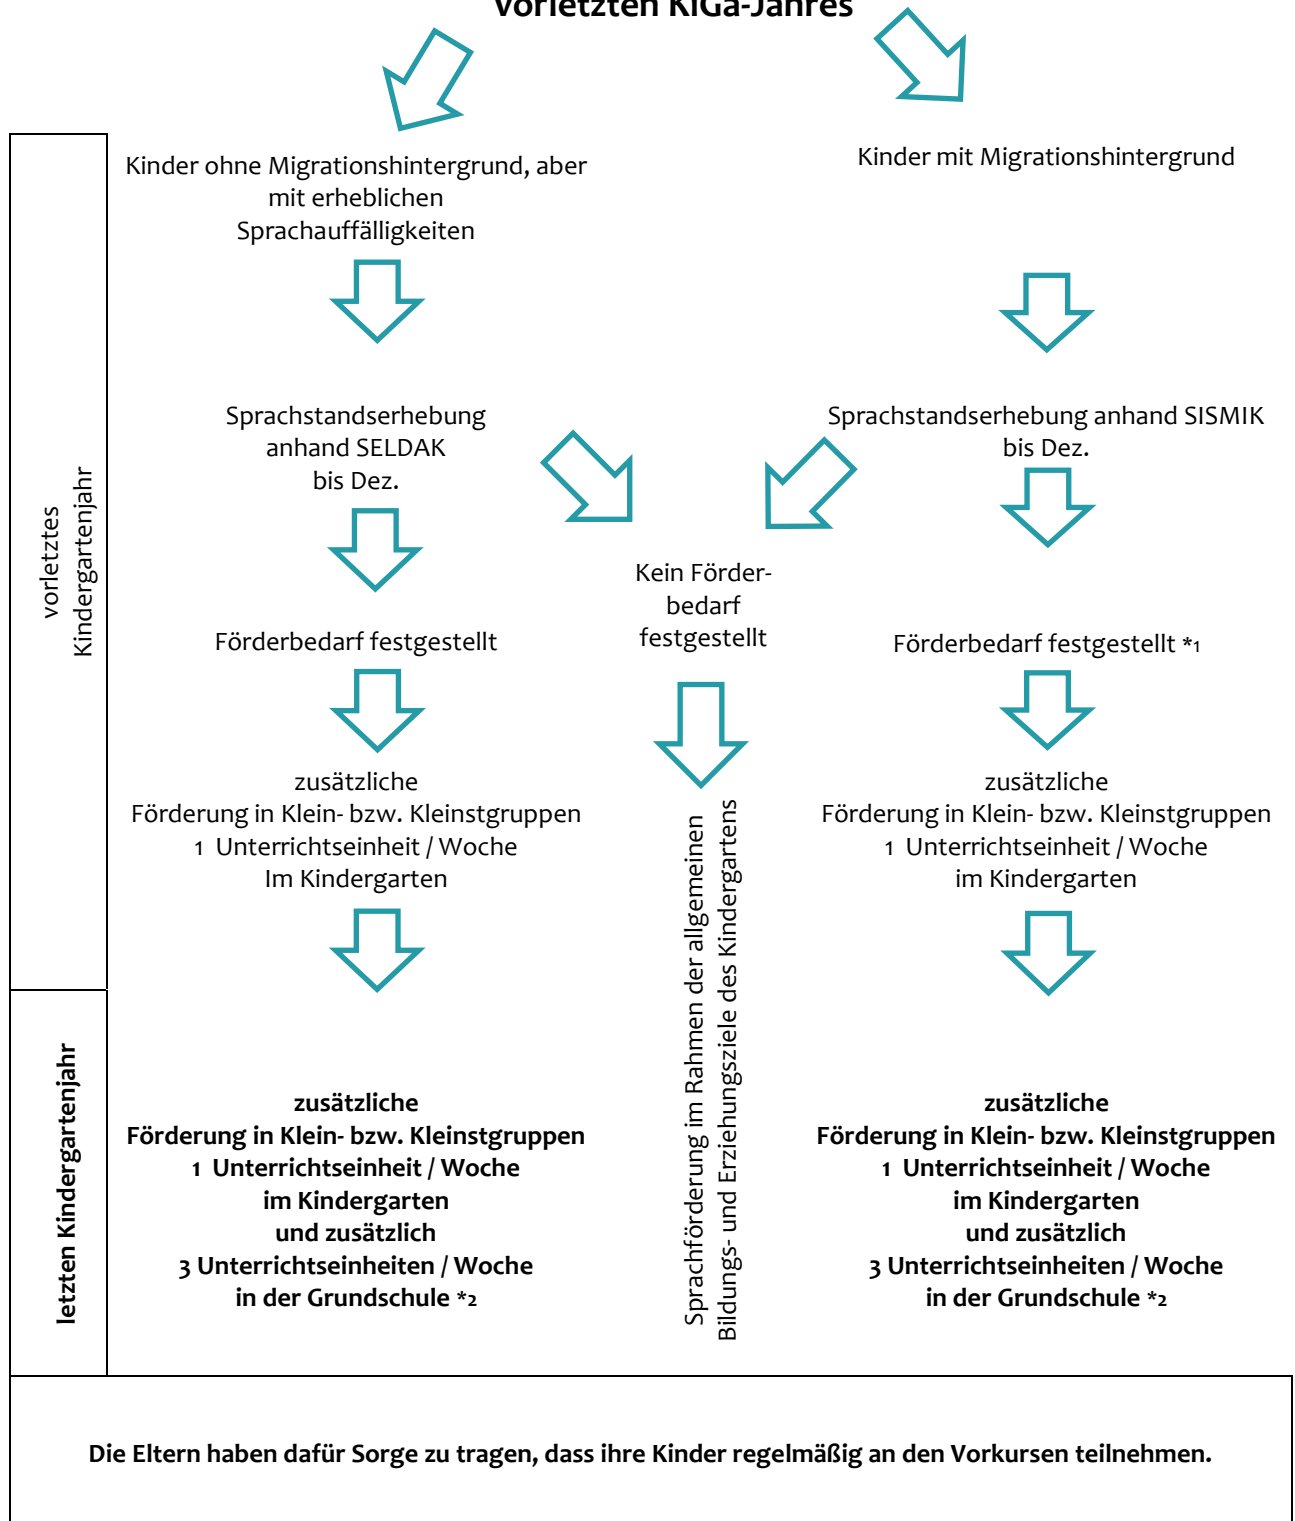 vorletzten KiGa-Jahres
Kinder ohne Migrationshintergrund, aber
mit erheblichen
Sprachauffälligkeiten
Kinder mit Migrationshintergrund
Sprachstandserhebung
anhand SELDAK
bis Dez.
Sprachstandserhebung anhand SISMIK
bis Dez.
vorletztes
Kindergartenjahr
Kein Förder-
bedarf
festgestellt
Förderbedarf festgestellt
Förderbedarf festgestellt *1
zusätzliche
Förderung in Klein- bzw. Kleinstgruppen
1 Unterrichtseinheit / Woche
Im Kindergarten
zusätzliche
Förderung in Klein- bzw. Kleinstgruppen
1 Unterrichtseinheit / Woche
im Kindergarten
Sprachförderung im Rahmen der allgemeinen
Bildungs- und Erziehungsziele des Kindergartens
letzten Kindergartenjahr
zusätzliche
Förderung in Klein- bzw. Kleinstgruppen
1 Unterrichtseinheit / Woche
im Kindergarten
und zusätzlich
3 Unterrichtseinheiten / Woche
in der Grundschule *2
zusätzliche
Förderung in Klein- bzw. Kleinstgruppen
1 Unterrichtseinheit / Woche
im Kindergarten
und zusätzlich
3 Unterrichtseinheiten / Woche
in der Grundschule *2
Die Eltern haben dafür Sorge zu tragen, dass ihre Kinder regelmäßig an den Vorkursen teilnehmen.